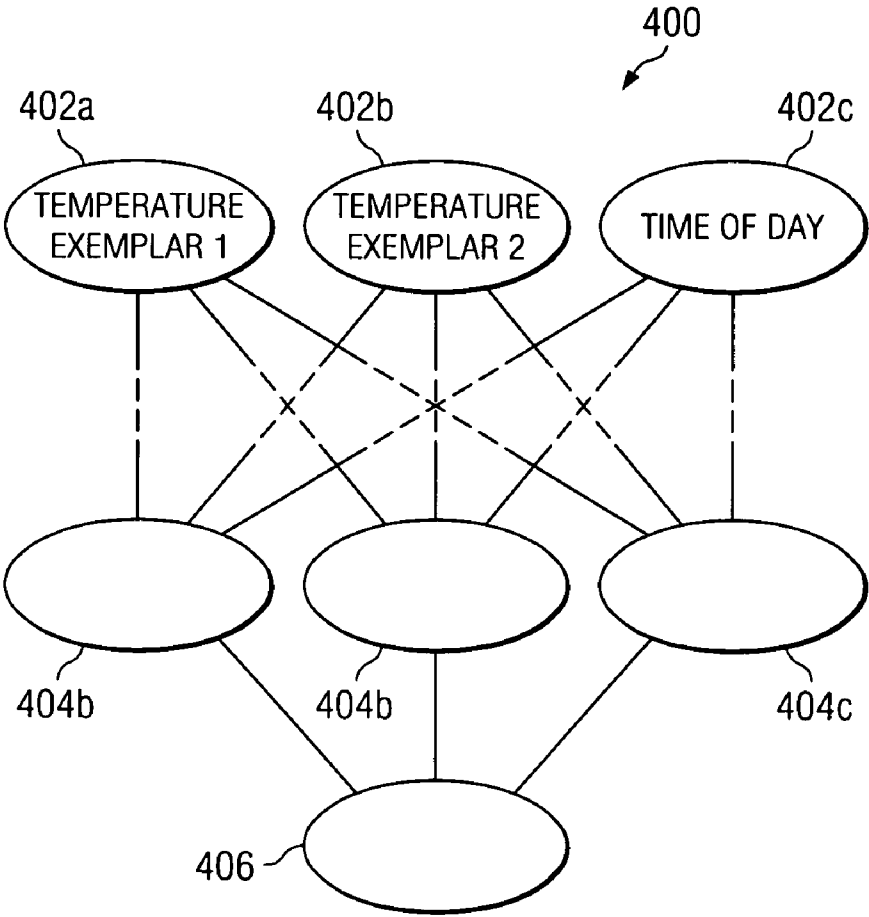 400
402a
402b
402c
TEMPERATURE
EXEMPLAR 1
TEMPERATURE
EXEMPLAR 2
TIME OF DAY
404b
404b
404c
406